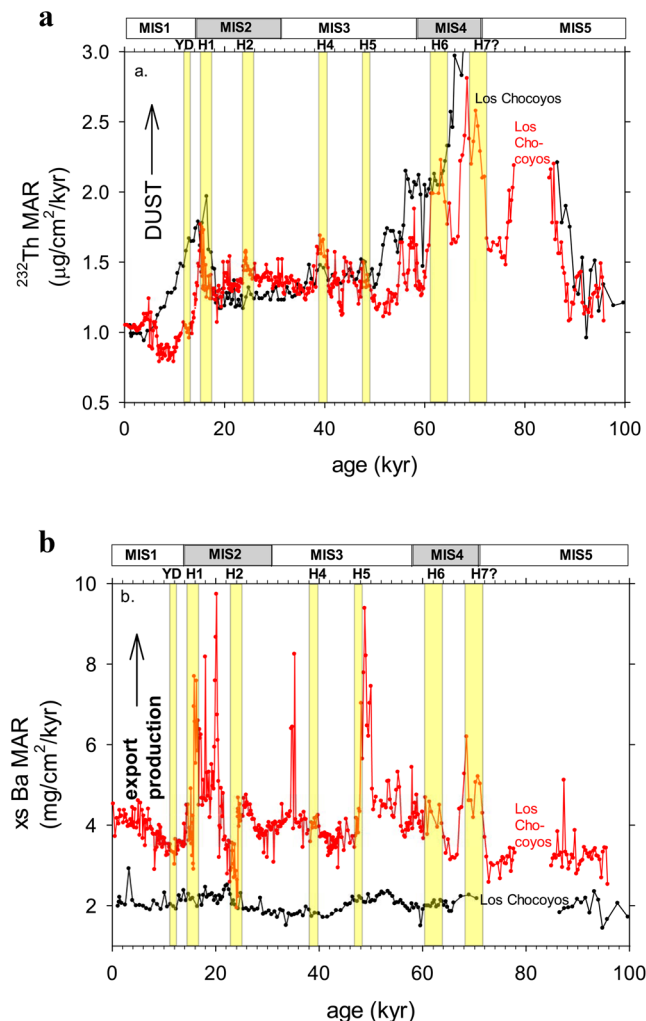 a
MIS1 MIS2 MIS3 MIS4 MIS5
YD H1 H2 H4 H5 H6 H7?
3.0
2.5
2.0
1.5
1.0
0.5
a.
DUST
Los Chocoyos
Los
Cho-
coyos
232Th MAR
(μg/cm2/kyr)
0 20 40 60 80 100
age (kyr)
b
MIS1 MIS2 MIS3 MIS4 MIS5
YD H1 H2 H4 H5 H6 H7?
10
8
6
4
2
b.
export
production
Los
Cho-
coyos
Los Chocoyos
xs Ba MAR
(mg/cm2/kyr)
0 20 40 60 80 100
age (kyr)